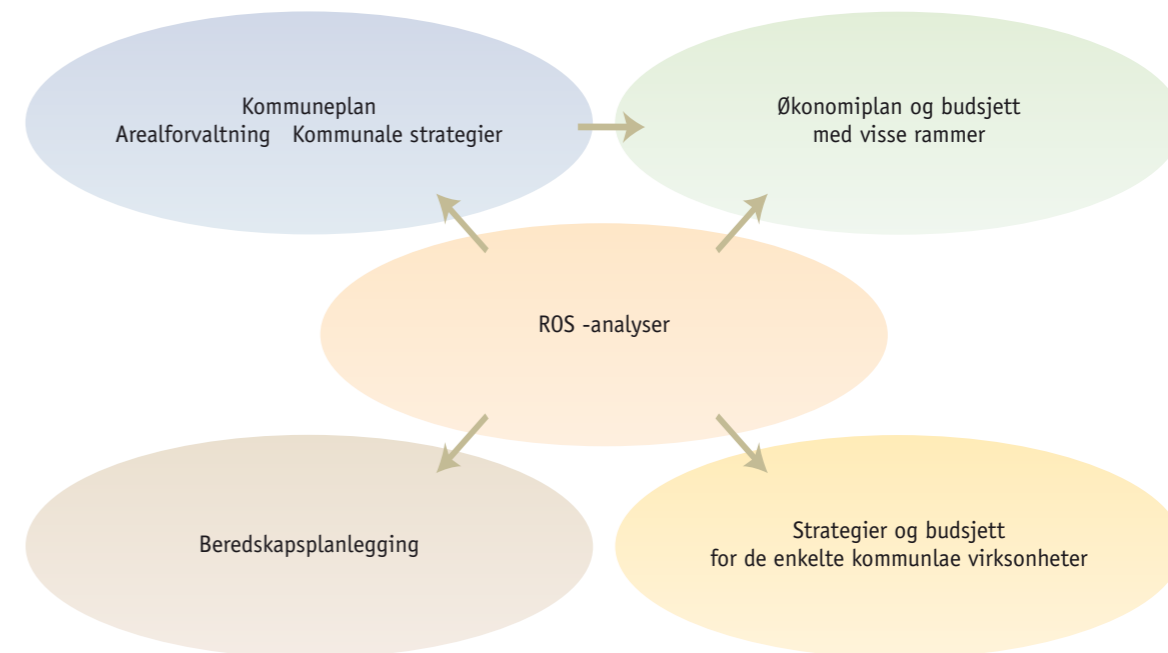 Kommuneplan
Arealforvaltning Kommunale strategier
Økonomiplan og budsjett
med visse rammer
ROS -analyser
Beredskapsplanlegging
Strategier og budsjett
for de enkelte kommunlae virksonheter